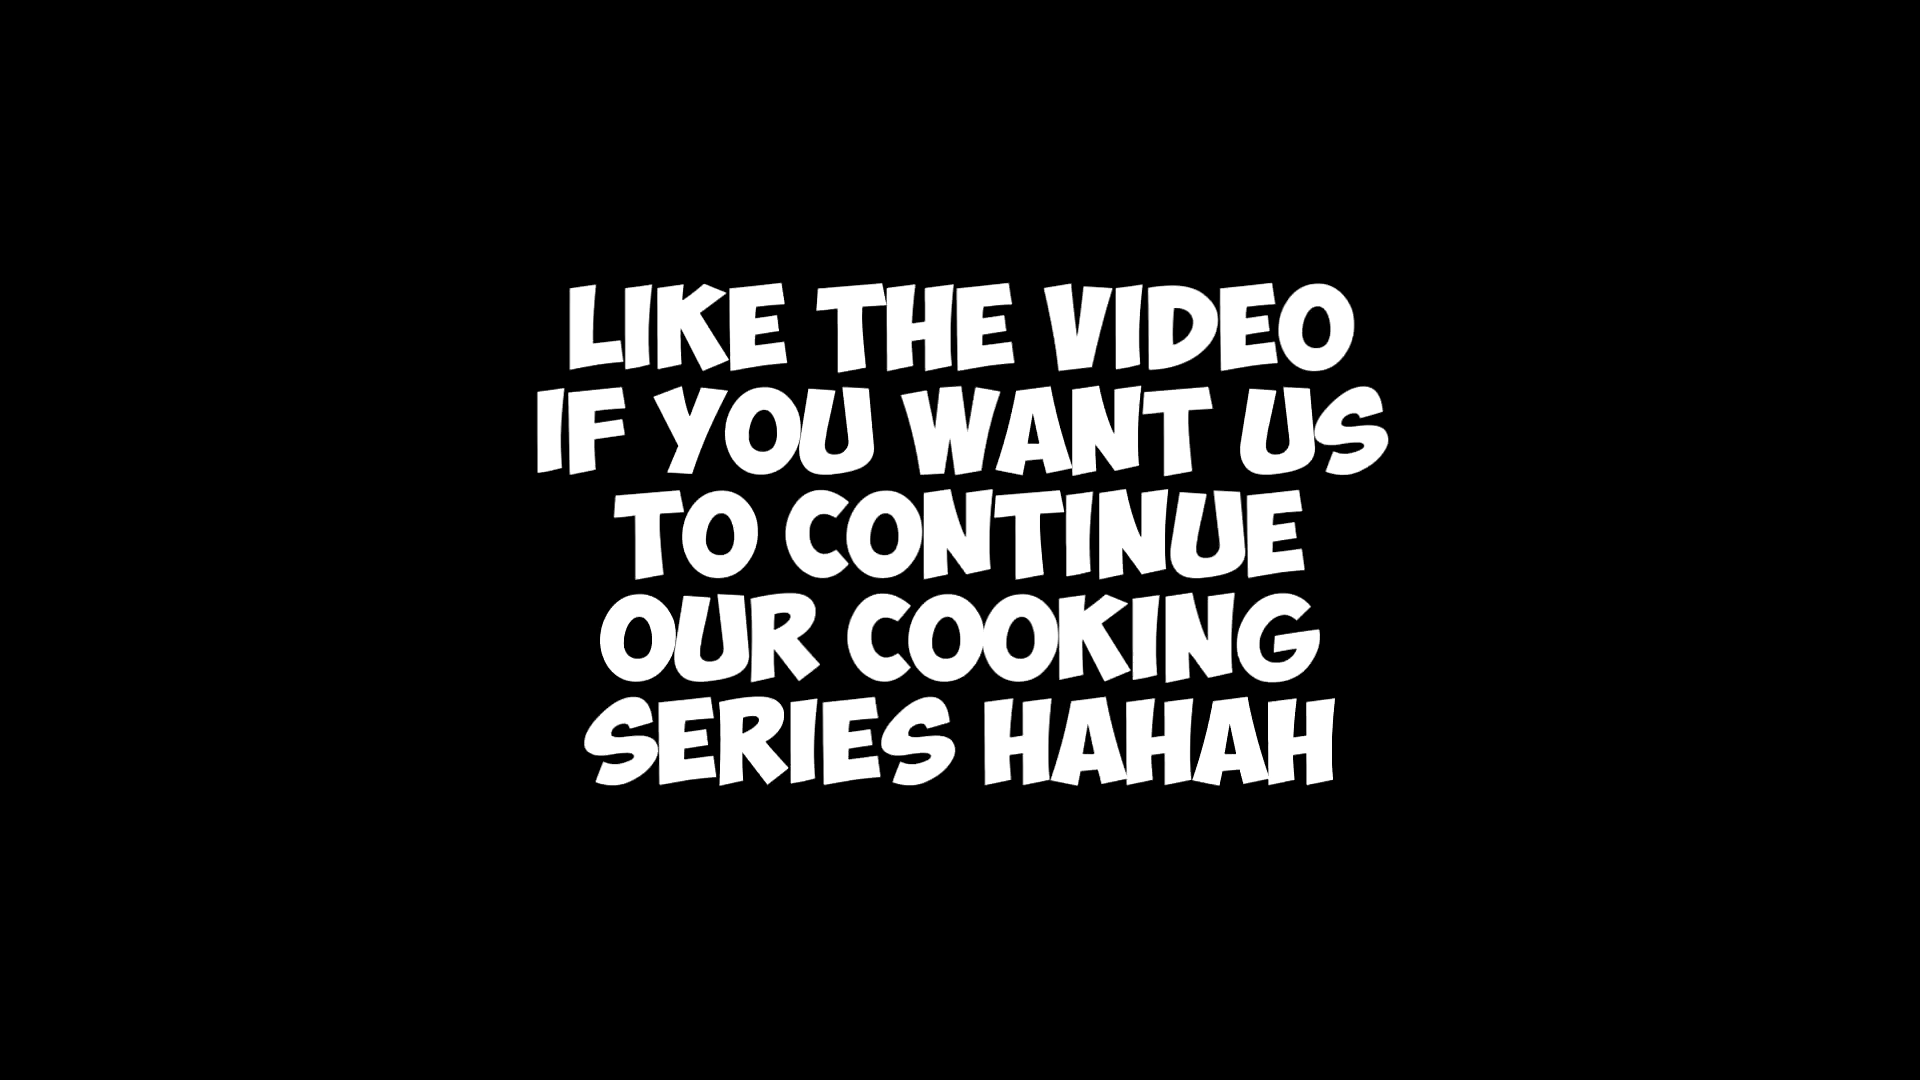 LIKE THE VIDEO
IF YOU WANT US
TO CONTINUE
OUR COOKING
SERIES HAHAH